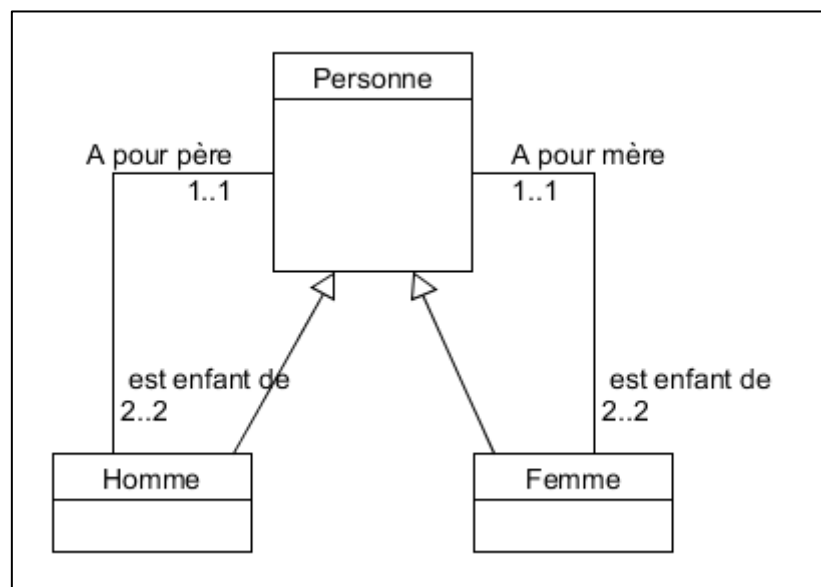 Personne
A pour père
1..1
A pour mère
1..1
est enfant de
2..2
est enfant de
2..2
Homme
Femme